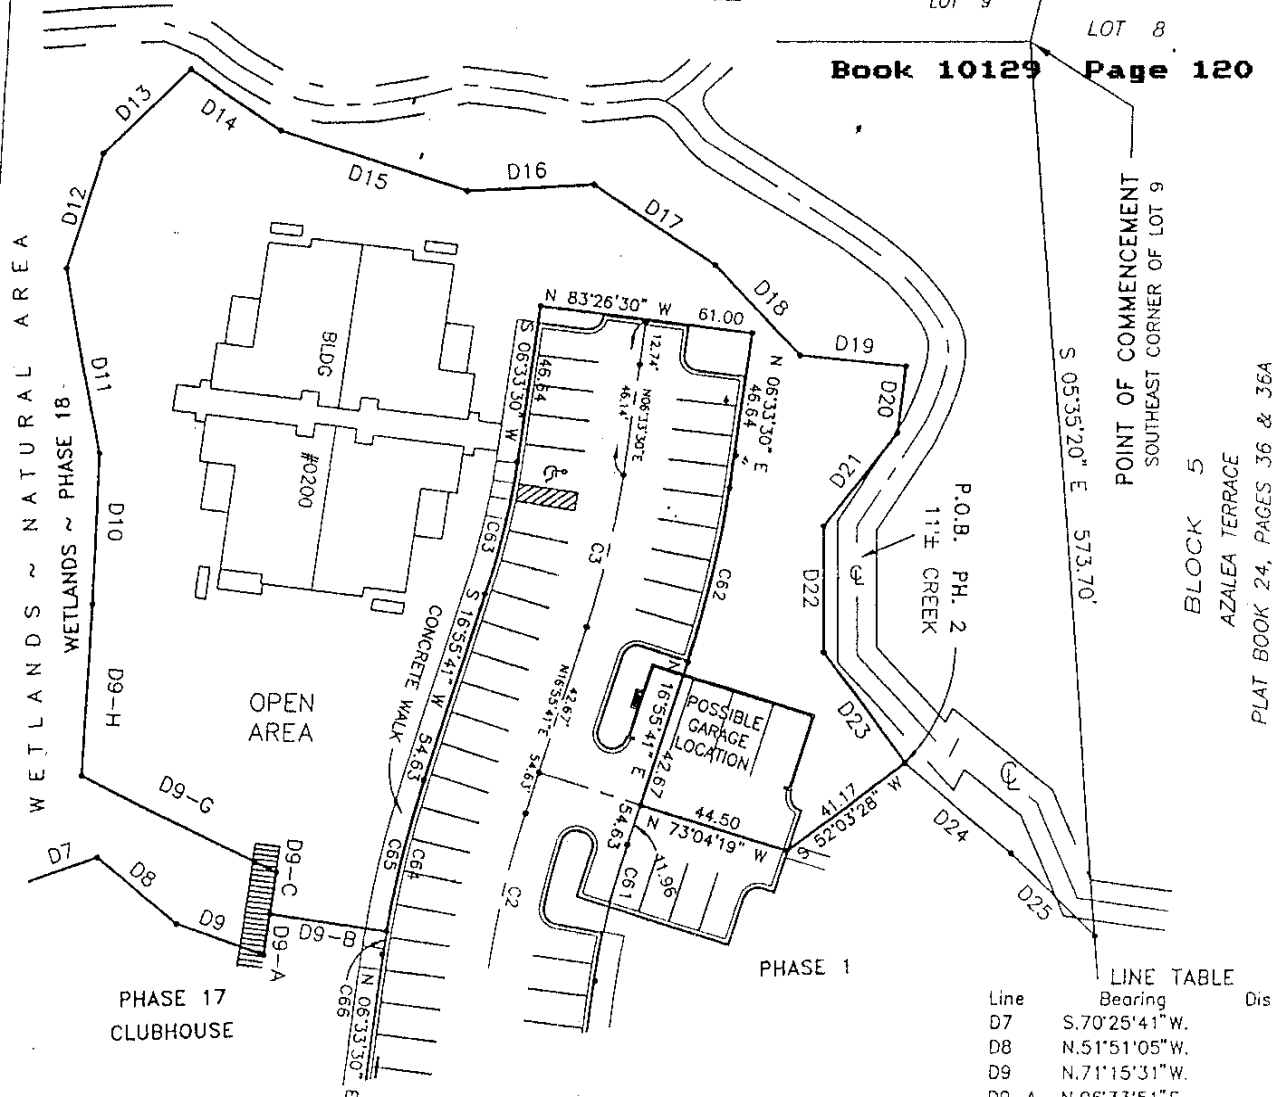 LOT 9
LOT 8
Book 10129 Page 120
D13
D14
D15
D16
D17
D18
D19
D20
D21
D22
D23
D24
D25
D12
D11
D10
D9-H
D9-G
D7
D8
D9
D9-C
D9-B
D9-A
WETLANDS ~ NATURAL AREA
WETLANDS ~ PHASE 18
BLDG
#0200
OPEN
AREA
CONCRETE WALK
N 83°26'30" W
61.00
S 06°33'30" W
46.64
12.74'
N06°33'30"E
46.14'
N 06°33'30" E
46.64
C63
C3
C62
S 16°55'41" W 54.63
N16°55'41"E
42.67'
54.63'
N 16°55'41" E 42.67
54.63
POSSIBLE
GARAGE
LOCATION
44.50
N 73°04'19" W
41.17
S 52°03'28" W
11.96
C61
C2
C64
C65
C66
N 06°33'30" E
P.O.B. PH. 2
11'± CREEK
CL
CL
S 05°35'20" E 573.70'
POINT OF COMMENCEMENT
SOUTHEAST CORNER OF LOT 9
BLOCK 5
AZALEA TERRACE
PLAT BOOK 24, PAGES 36 & 36A
PHASE 1
PHASE 17
CLUBHOUSE
LINE TABLE
Line Bearing Dis
D7 S.70°25'41"W.
D8 N.51°51'05"W.
D9 N.71°15'31"W.
D9-A N.06°33'51"E.